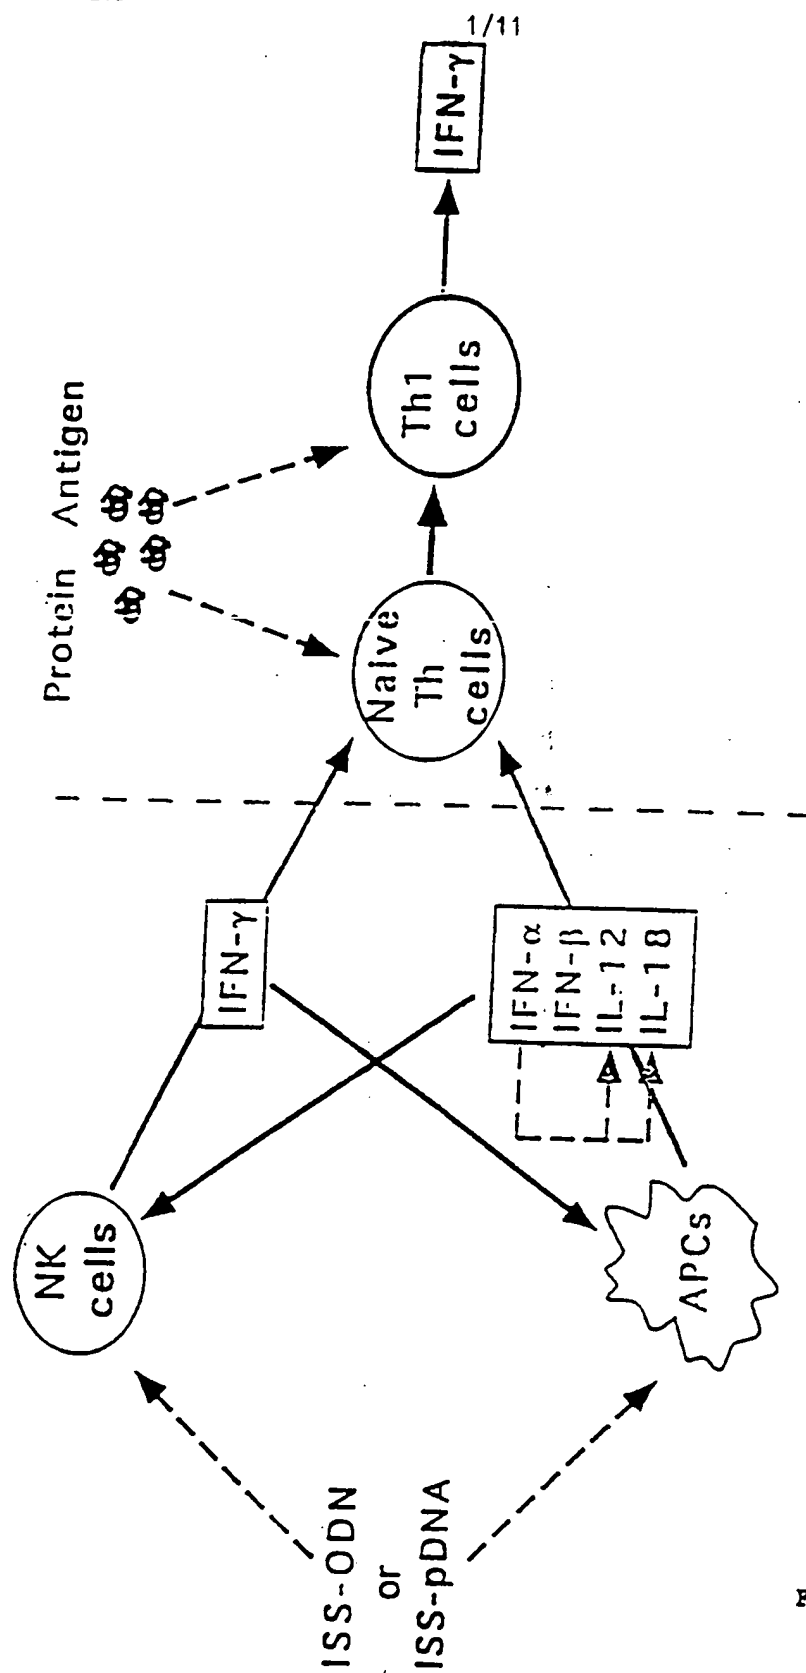 1/11
ISS-ODN
or
ISS-pDNA
NK
cells
APCs
IFN-γ
IFN-α
IFN-β
IL-12
IL-18
Protein Antigen
Naive
Th
cells
Th1
cells
IFN-γ